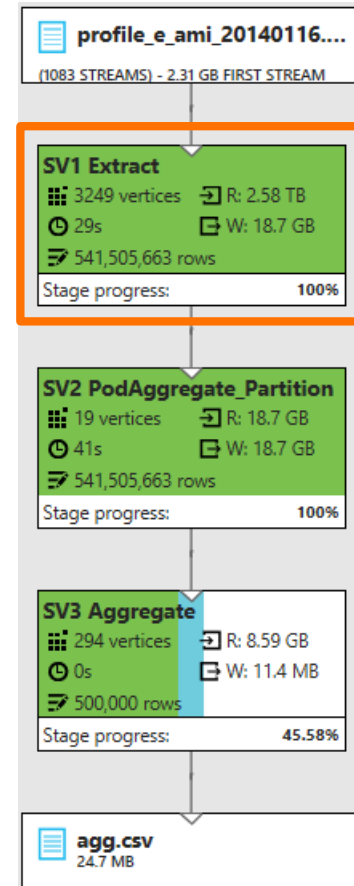 profile_e_ami_20140116....
(1083 STREAMS) - 2.31 GB FIRST STREAM
SV1 Extract
3249 vertices R: 2.58 TB
29s W: 18.7 GB
541,505,663 rows
Stage progress: 100%
SV2 PodAggregate_Partition
19 vertices R: 18.7 GB
41s W: 18.7 GB
541,505,663 rows
Stage progress: 100%
SV3 Aggregate
294 vertices R: 8.59 GB
0s W: 11.4 MB
500,000 rows
Stage progress: 45.58%
agg.csv
24.7 MB